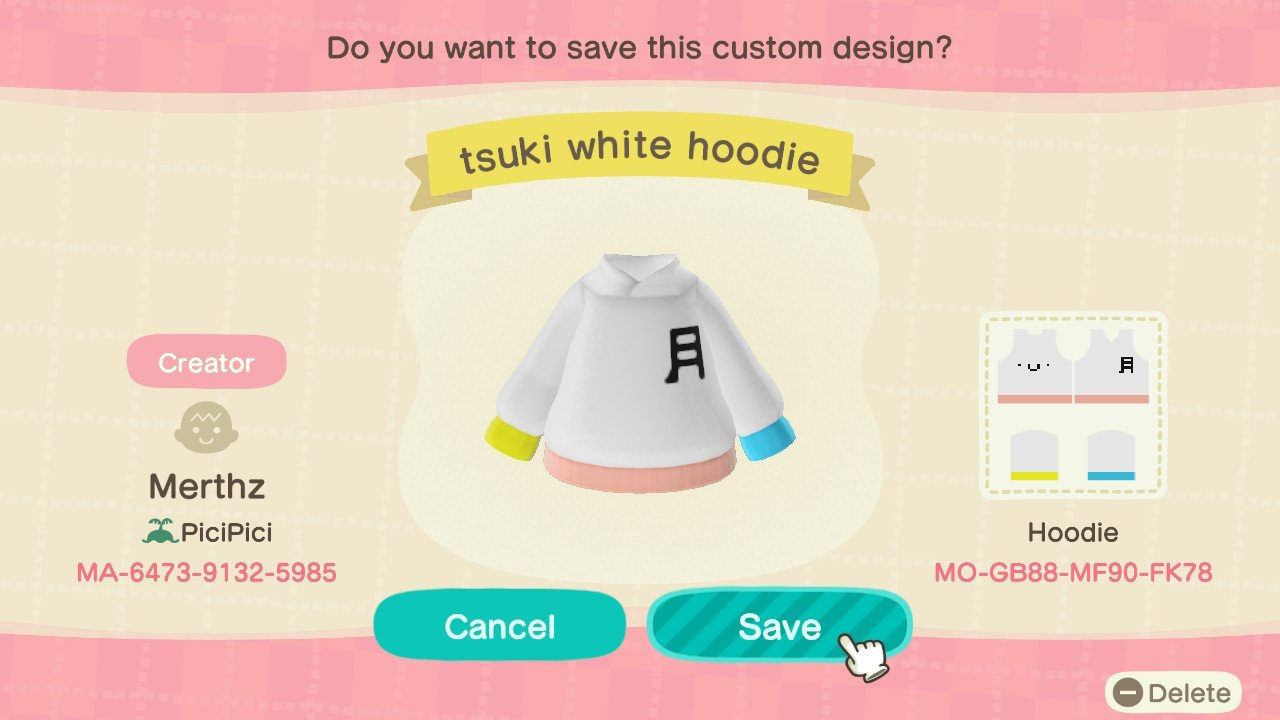 Do you want to save this custom design?
tsuki white hoodie
月
Creator
Merthz
PiciPici
MA-6473-9132-5985
月
Hoodie
MO-GB88-MF90-FK78
Cancel
Save
Delete